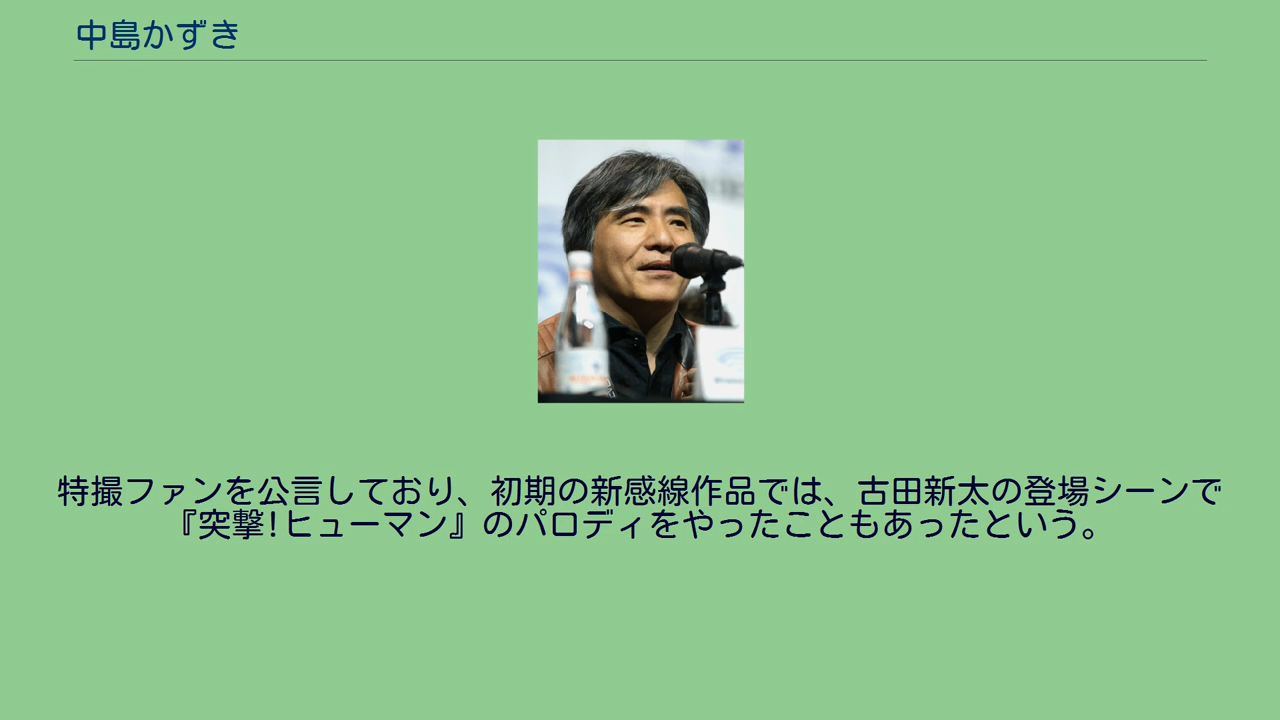 中島かずき
特撮ファンを公言しており、初期の新感線作品では、古田新太の登場シーンで
『突撃!ヒューマン』のパロディをやったこともあったという。